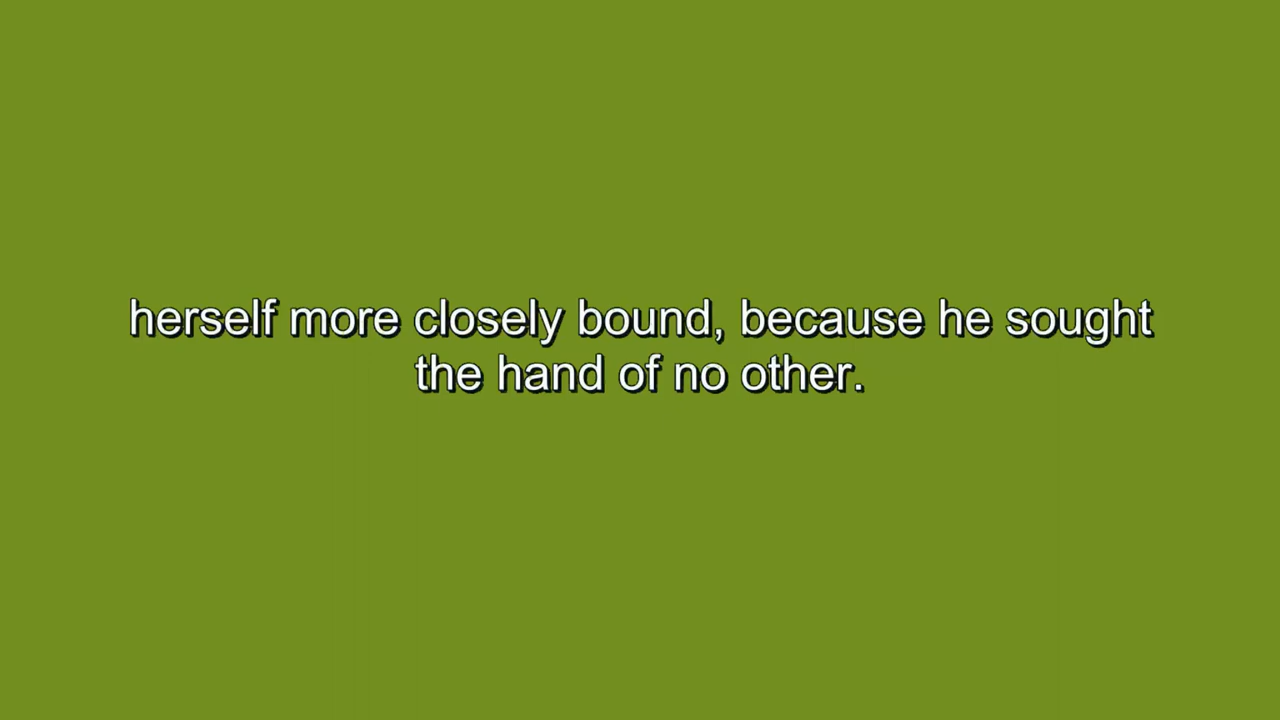 herself more closely bound, because he sought
the hand of no other.